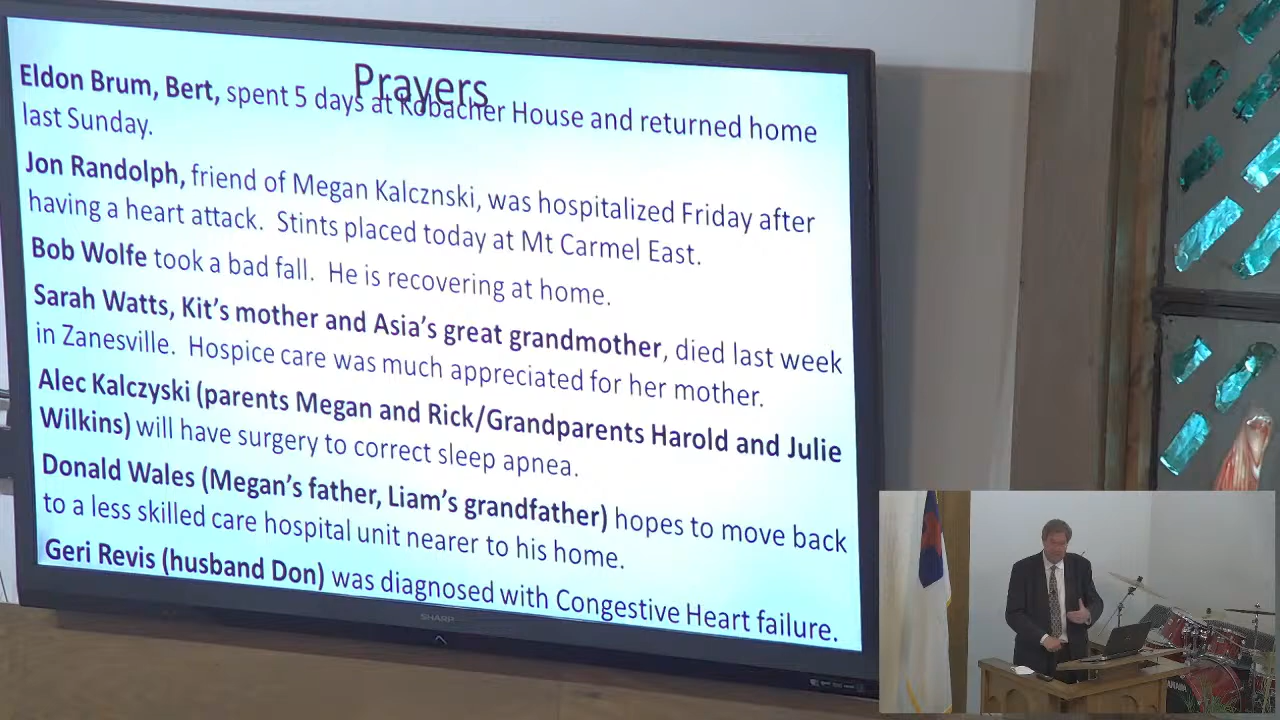 Prayers
Eldon Brum, Bert, spent 5 days at Kobacher House and returned home
last Sunday.
Jon Randolph, friend of Megan Kalcznski, was hospitalized Friday after
having a heart attack. Stints placed today at Mt Carmel East.
Bob Wolfe took a bad fall. He is recovering at home.
Sarah Watts, Kit's mother and Asia's great grandmother, died last week
in Zanesville. Hospice care was much appreciated for her mother.
Alec Kalczyski (parents Megan and Rick/Grandparents Harold and Julie
Wilkins) will have surgery to correct sleep apnea.
Donald Wales (Megan's father, Liam's grandfather) hopes to move back
to a less skilled care hospital unit nearer to his home.
Geri Revis (husband Don) was diagnosed with Congestive Heart failure.
SHARP
YAMAHA